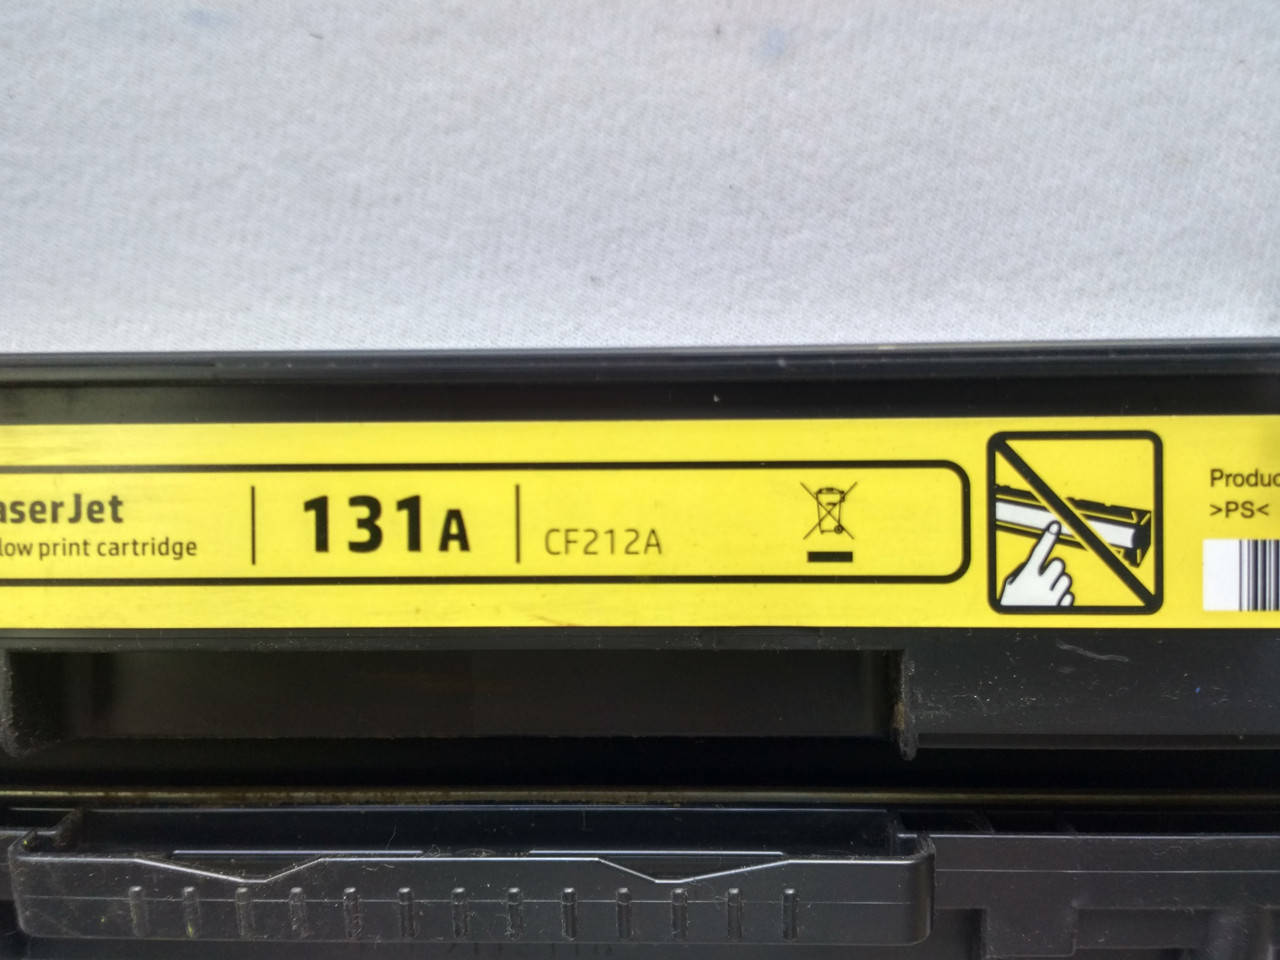 aserJet
low print cartridge
131A
CF212A
Produc
>PS<